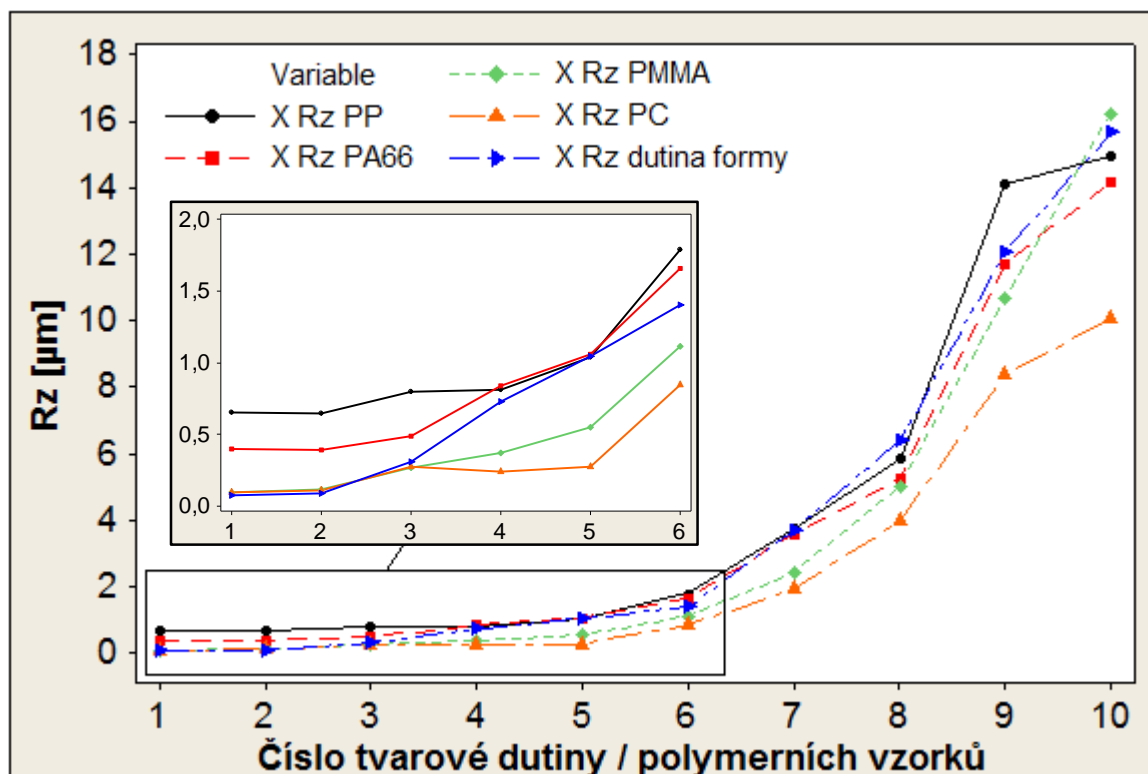 18
16
14
12
10
8
6
4
2
0
Rz [µm]
Variable
X Rz PP
X Rz PA66
X Rz PMMA
X Rz PC
X Rz dutina formy
2,0
1,5
1,0
0,5
0,0
1 2 3 4 5 6
1 2 3 4 5 6 7 8 9 10
Číslo tvarové dutiny / polymerních vzorků